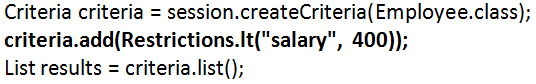 Criteria criteria = session.createCriteria(Employee.class);
criteria.add(Restrictions.lt("salary", 400));
List results = criteria.list();